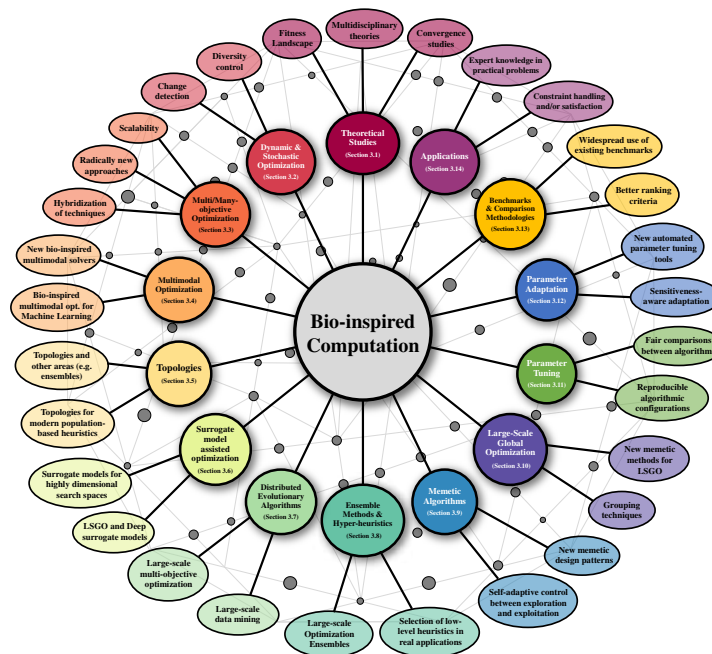 Bio-inspired
Computation
Theoretical
Studies
(Section 3.1)
Fitness
Landscape
Multidisciplinary
theories
Convergence
studies
Dynamic &
Stochastic
Optimization
(Section 3.2)
Diversity
control
Change
detection
Multi/Many-
objective
Optimization
(Section 3.3)
Scalability
Radically new
approaches
Hybridization
of techniques
Multimodal
Optimization
(Section 3.4)
New bio-inspired
multimodal solvers
Bio-inspired
multimodal opt. for
Machine Learning
Topologies
(Section 3.5)
Topologies and
other areas (e.g.
ensembles)
Topologies for
modern population-
based heuristics
Surrogate
model
assisted
optimization
(Section 3.6)
Surrogate models for
highly dimensional
search spaces
LSGO and Deep
surrogate models
Distributed
Evolutionary
Algorithms
(Section 3.7)
Large-scale
multi-objective
optimization
Large-scale
data mining
Ensemble
Methods &
Hyper-heuristics
(Section 3.8)
Large-scale
Optimization
Ensembles
Selection of low-
level heuristics in
real applications
Memetic
Algorithms
(Section 3.9)
Self-adaptive control
between exploration
and exploitation
New memetic
design patterns
Large-Scale
Global
Optimization
(Section 3.10)
Grouping
techniques
New memetic
methods for
LSGO
Parameter
Tuning
(Section 3.11)
Reproducible
algorithmic
configurations
Fair comparisons
between algorithms
Parameter
Adaptation
(Section 3.12)
Sensitiveness-
aware adaptation
New automated
parameter tuning
tools
Benchmarks
& Comparison
Methodologies
(Section 3.13)
Better ranking
criteria
Widespread use of
existing benchmarks
Applications
(Section 3.14)
Constraint handling
and/or satisfaction
Expert knowledge in
practical problems